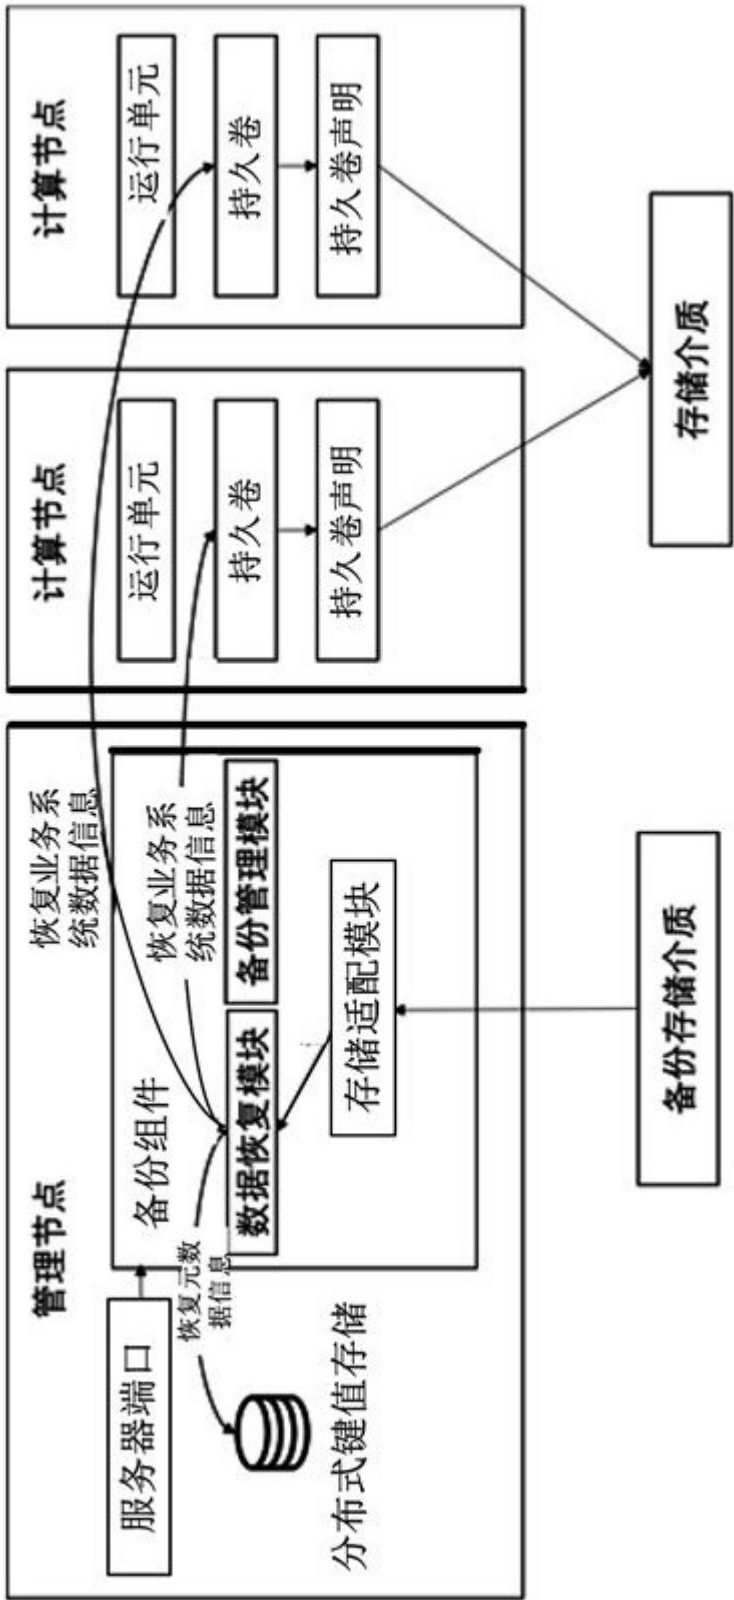 管理节点
服务器端口
分布式键值存储
恢复元数
据信息
备份组件
数据恢复模块
备份管理模块
存储适配模块
恢复业务系
统数据信息
恢复业务系
统数据信息
计算节点
运行单元
持久卷
持久卷声明
计算节点
运行单元
持久卷
持久卷声明
备份存储介质
存储介质